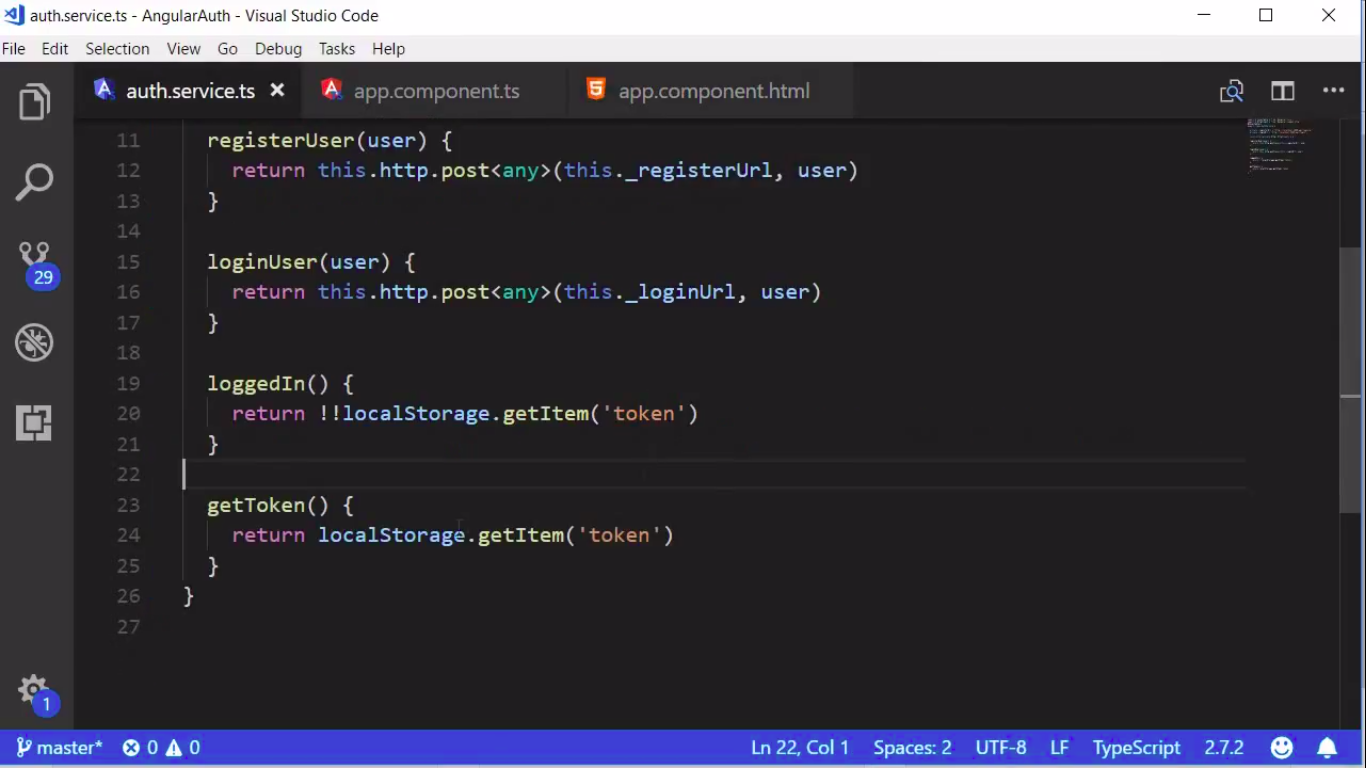 auth.service.ts - AngularAuth - Visual Studio Code
File Edit Selection View Go Debug Tasks Help
auth.service.ts app.component.ts app.component.html
11 registerUser(user) {
12 return this.http.post<any>(this._registerUrl, user)
13 }
14
15 loginUser(user) {
16 return this.http.post<any>(this._loginUrl, user)
17 }
18
19 loggedIn() {
20 return !!localStorage.getItem('token')
21 }
22
23 getToken() {
24 return localStorage.getItem('token')
25 }
26 }
27
29
1
master* 0 0 Ln 22, Col 1 Spaces: 2 UTF-8 LF TypeScript 2.7.2